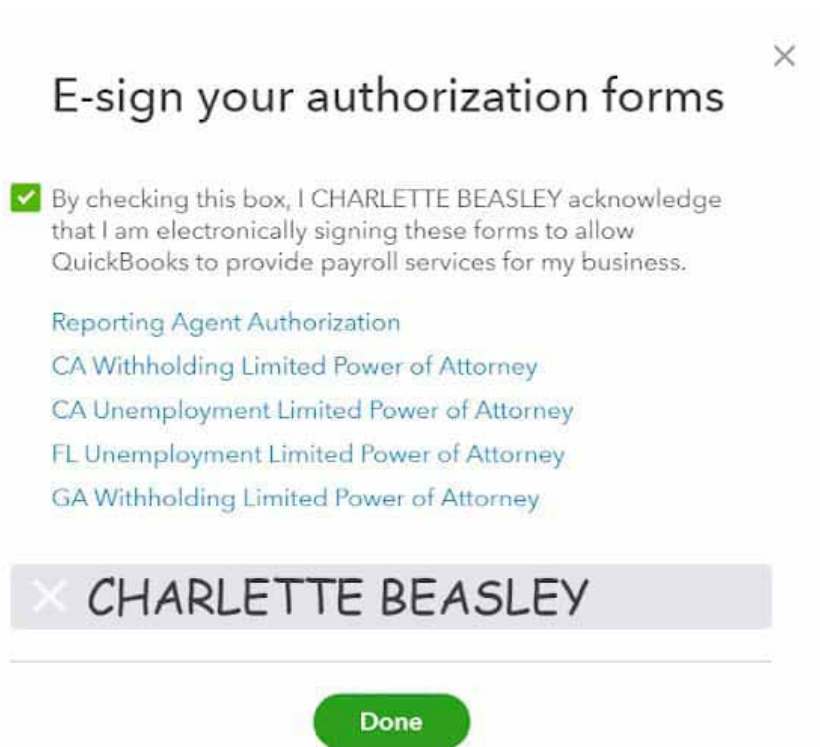 E-sign your authorization forms
By checking this box, I CHARLETTE BEASLEY acknowledge
that I am electronically signing these forms to allow
QuickBooks to provide payroll services for my business.
Reporting Agent Authorization
CA Withholding Limited Power of Attorney
CA Unemployment Limited Power of Attorney
FL Unemployment Limited Power of Attorney
GA Withholding Limited Power of Attorney
CHARLETTE BEASLEY
Done